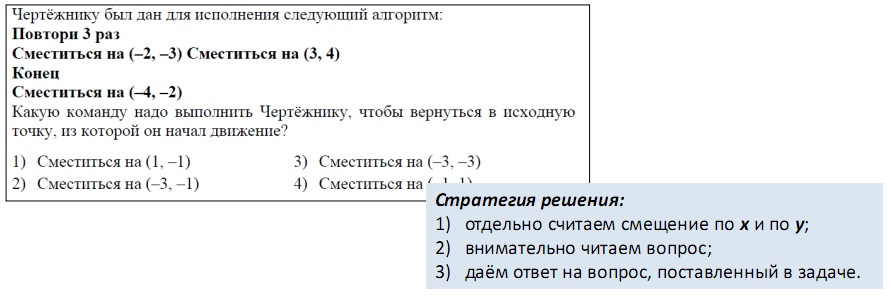 Чертёжнику был дан для исполнения следующий алгоритм:
Повтори 3 раз
Сместиться на (–2, –3) Сместиться на (3, 4)
Конец
Сместиться на (–4, –2)
Какую команду надо выполнить Чертёжнику, чтобы вернуться в исходную
точку, из которой он начал движение?
1) Сместиться на (1, –1)
3) Сместиться на (–3, –3)
2) Сместиться на (–3, –1)
4) Сместиться на
Стратегия решения:
1) отдельно считаем смещение по x и по y;
2) внимательно читаем вопрос;
3) даём ответ на вопрос, поставленный в задаче.